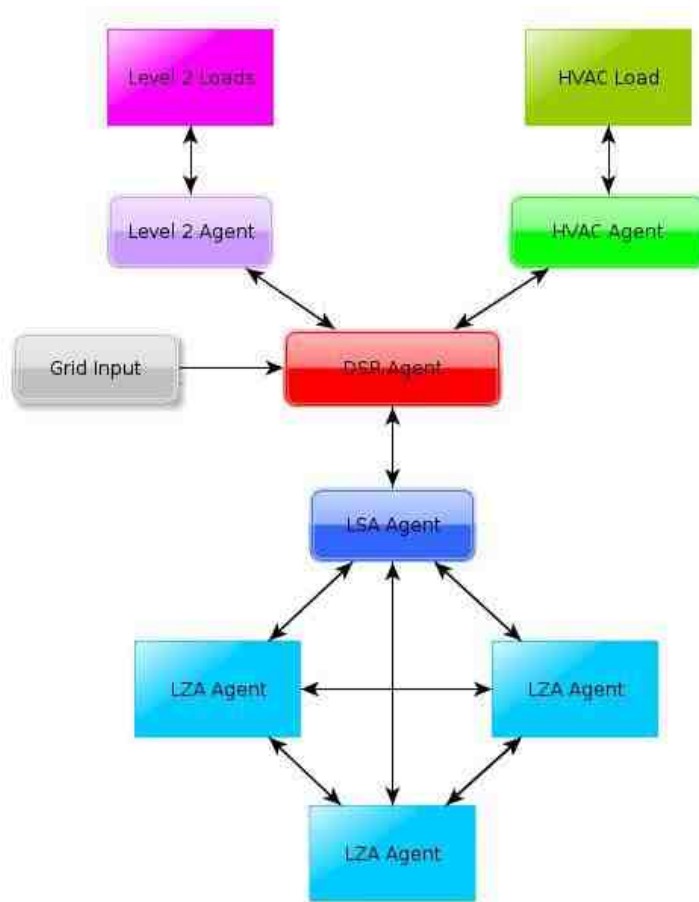 Level 2 Loads
HVAC Load
Level 2 Agent
HVAC Agent
Grid Input
DSR Agent
LSA Agent
LZA Agent
LZA Agent
LZA Agent